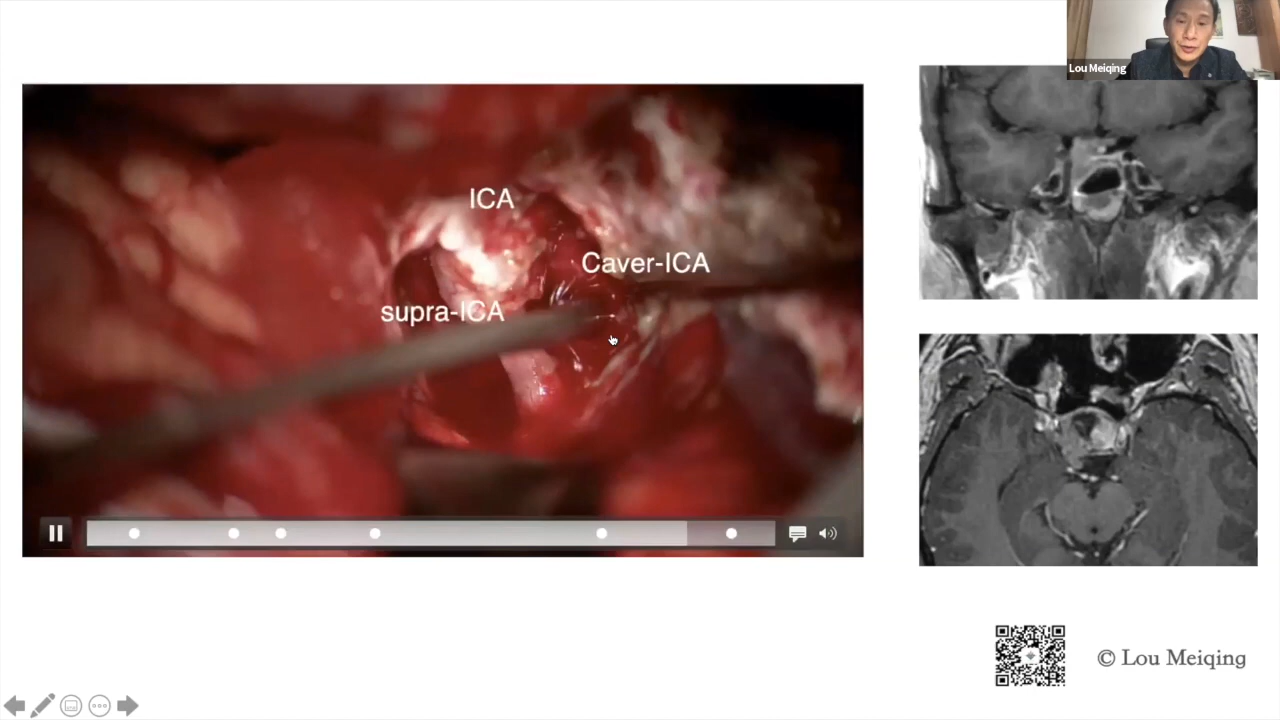 Lou Meiqing
ICA
Caver-ICA
supra-ICA
© Lou Meiqing